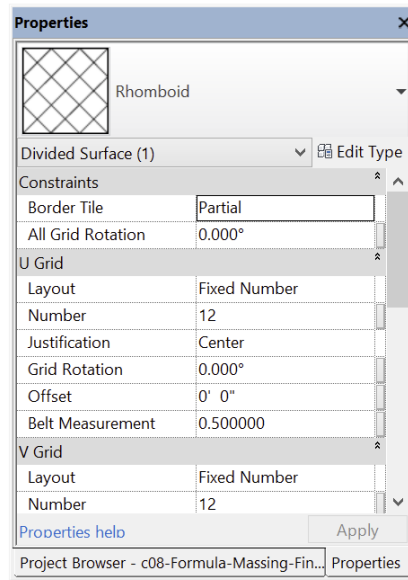 Properties
Rhomboid
Divided Surface (1) Edit Type
Constraints
Border Tile Partial
All Grid Rotation 0.000°
U Grid
Layout Fixed Number
Number 12
Justification Center
Grid Rotation 0.000°
Offset 0' 0"
Belt Measurement 0.500000
V Grid
Layout Fixed Number
Number 12
Properties help Apply
Project Browser - c08-Formula-Massing-Fin... Properties